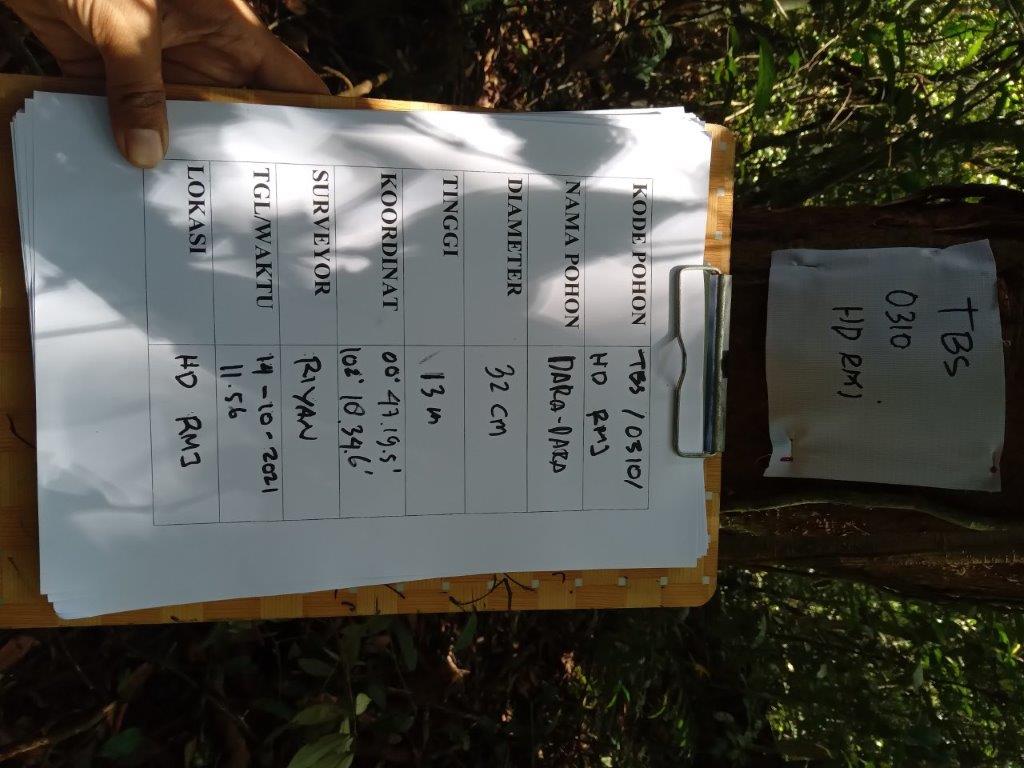 TBS
0310
HD RMJ
KODE POHON TBS / 0310/
HD RMJ
NAMA POHON DARA-DARA
DIAMETER 32 cm
TINGGI 13 m
KOORDINAT 00° 47.19.5'
102° 10.34.6'
SURVEYOR RIYAN
TGL/WAKTU 14-10-2021
11.56
LOKASI HD RMJ